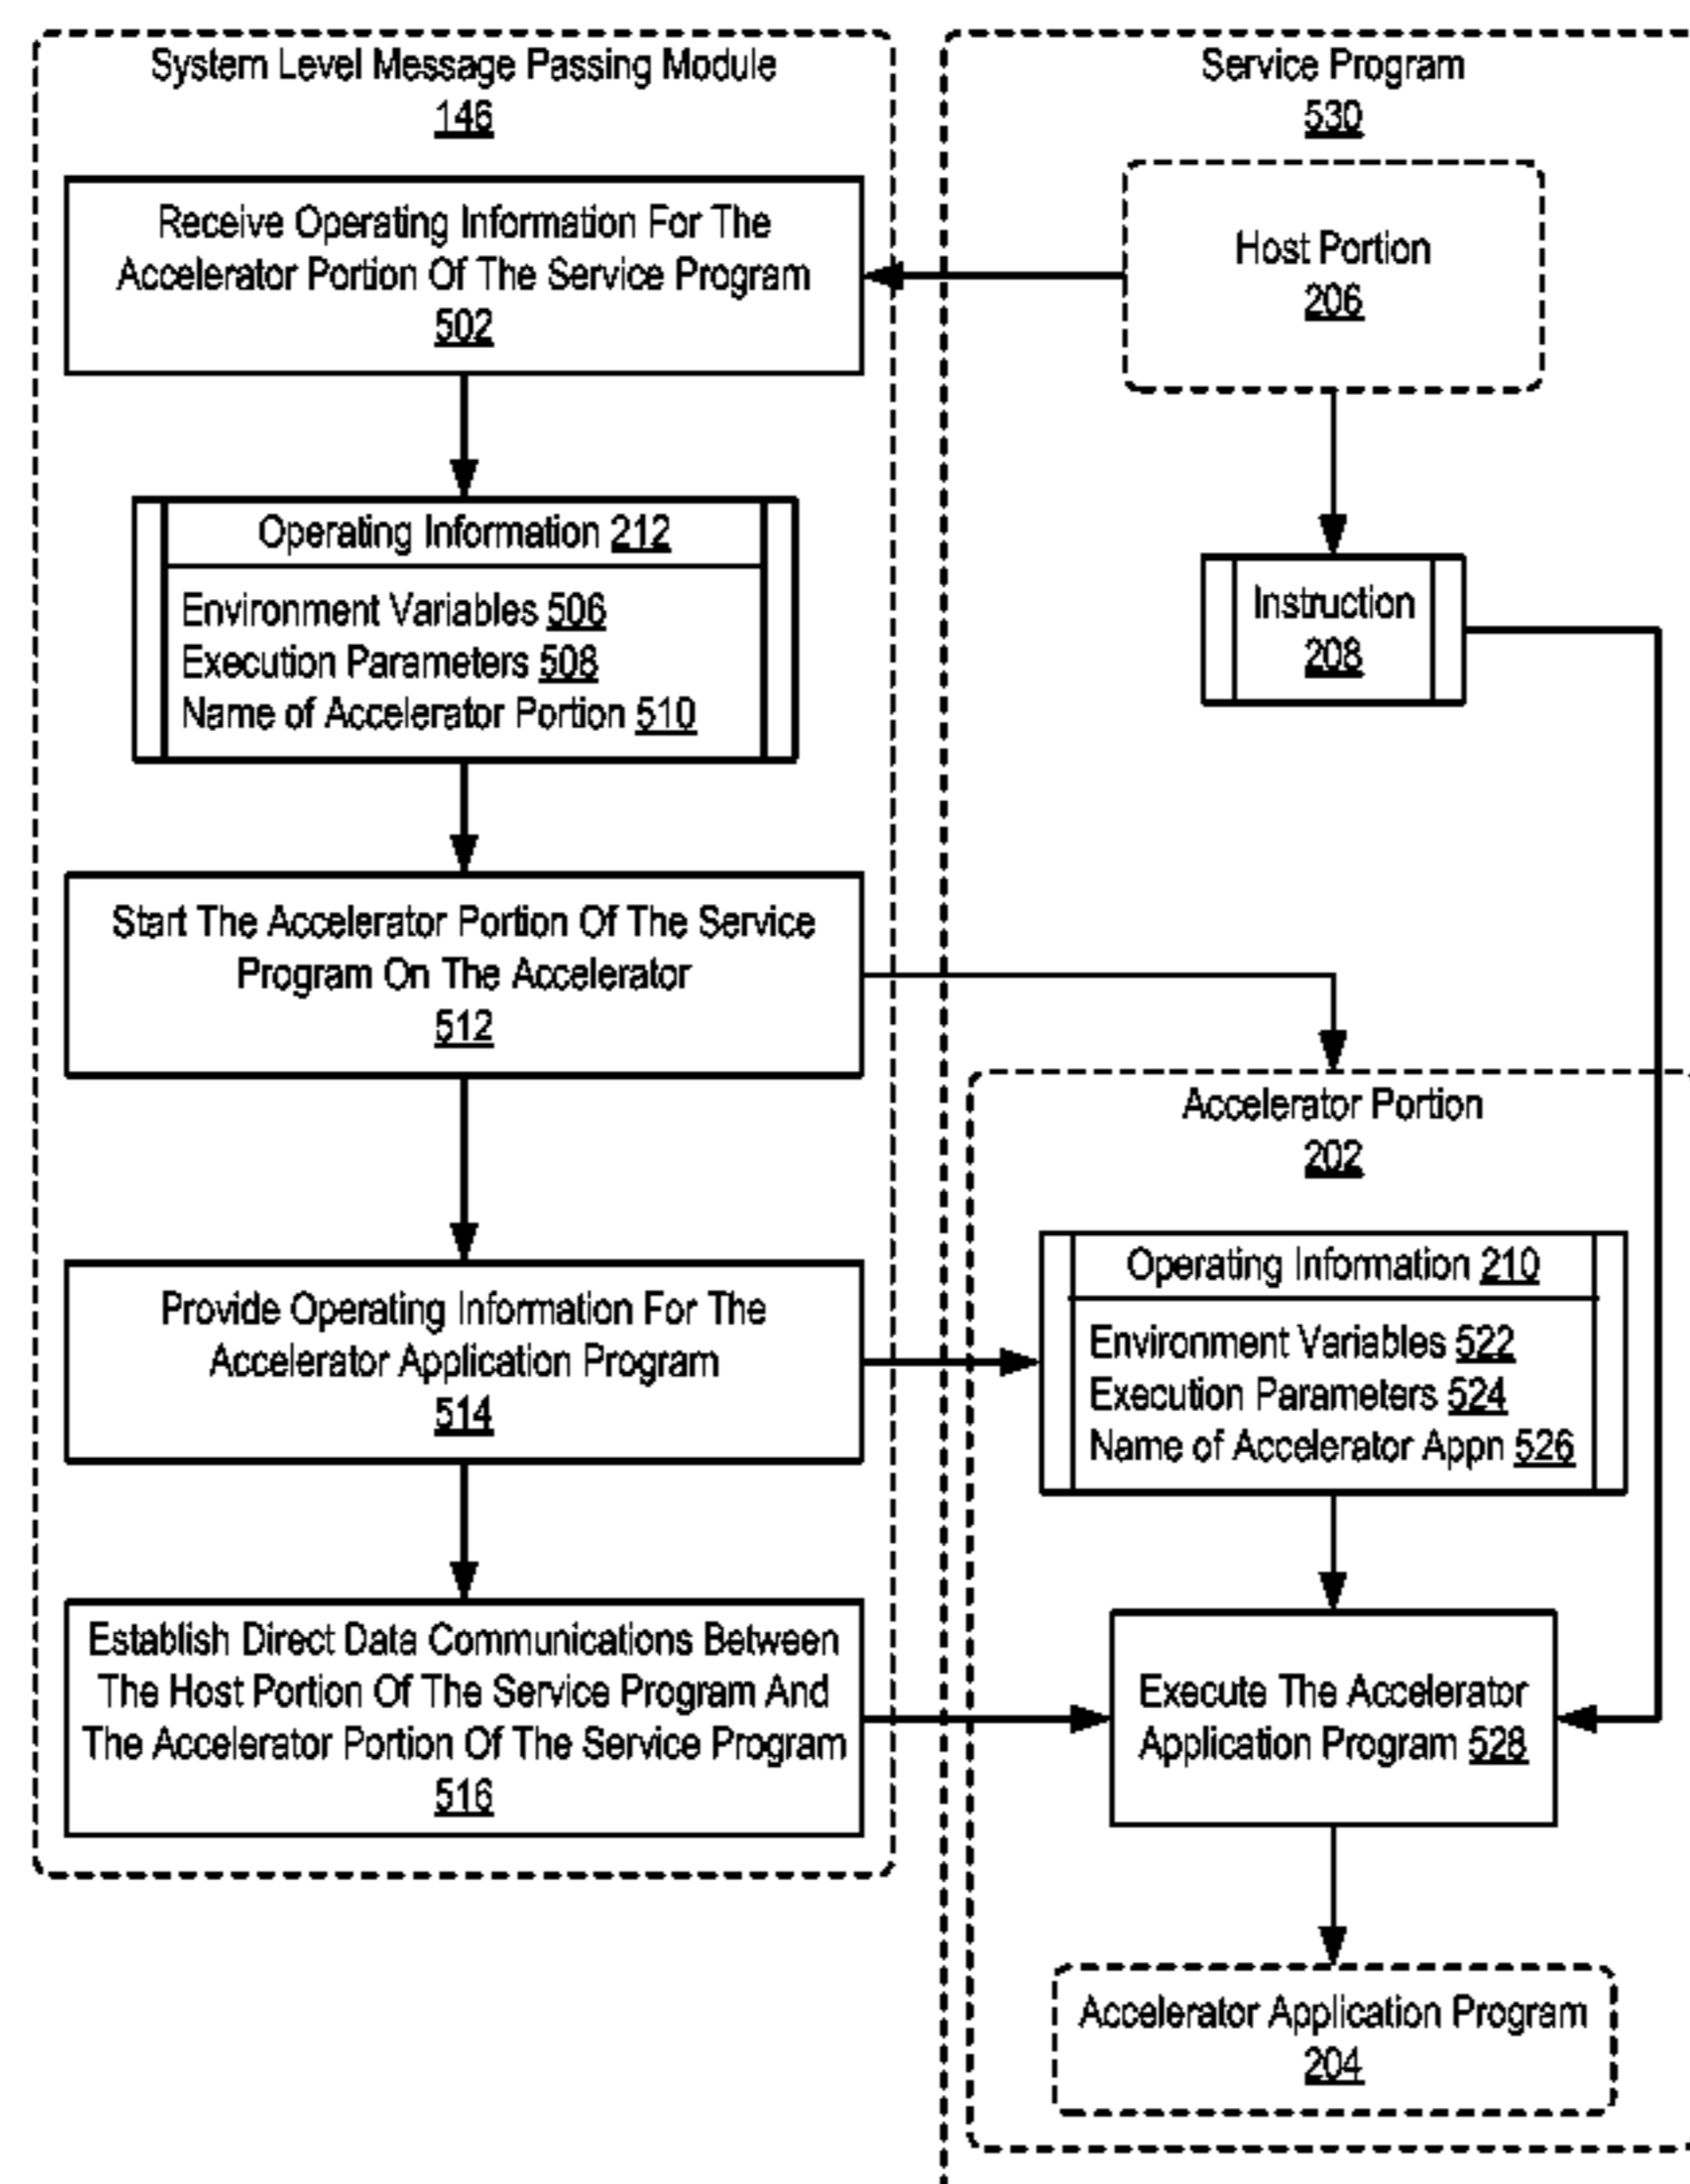 System Level Message Passing Module
146
Receive Operating Information For The
Accelerator Portion Of The Service Program
502
Operating Information 212
Environment Variables 506
Execution Parameters 508
Name of Accelerator Portion 510
Start The Accelerator Portion Of The Service
Program On The Accelerator
512
Provide Operating Information For The
Accelerator Application Program
514
Establish Direct Data Communications Between
The Host Portion Of The Service Program And
The Accelerator Portion Of The Service Program
516
Service Program
530
Host Portion
206
Instruction
208
Accelerator Portion
202
Operating Information 210
Environment Variables 522
Execution Parameters 524
Name of Accelerator Appn 526
Execute The Accelerator
Application Program 528
Accelerator Application Program
204